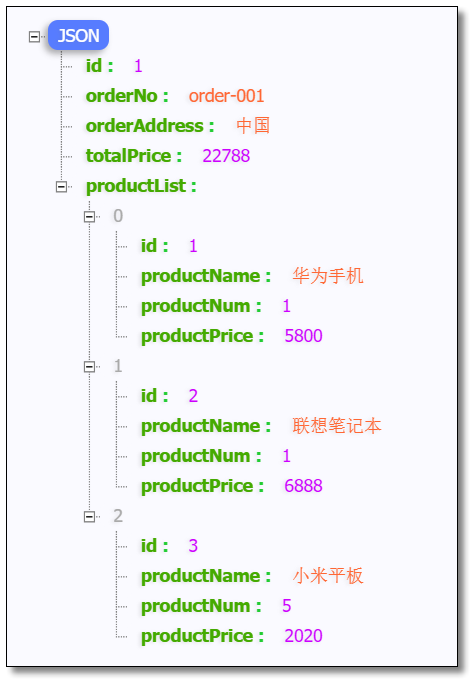 JSON
id : 1
orderNo : order-001
orderAddress : 中国
totalPrice : 22788
productList :
0
id : 1
productName : 华为手机
productNum : 1
productPrice : 5800
1
id : 2
productName : 联想笔记本
productNum : 1
productPrice : 6888
2
id : 3
productName : 小米平板
productNum : 5
productPrice : 2020